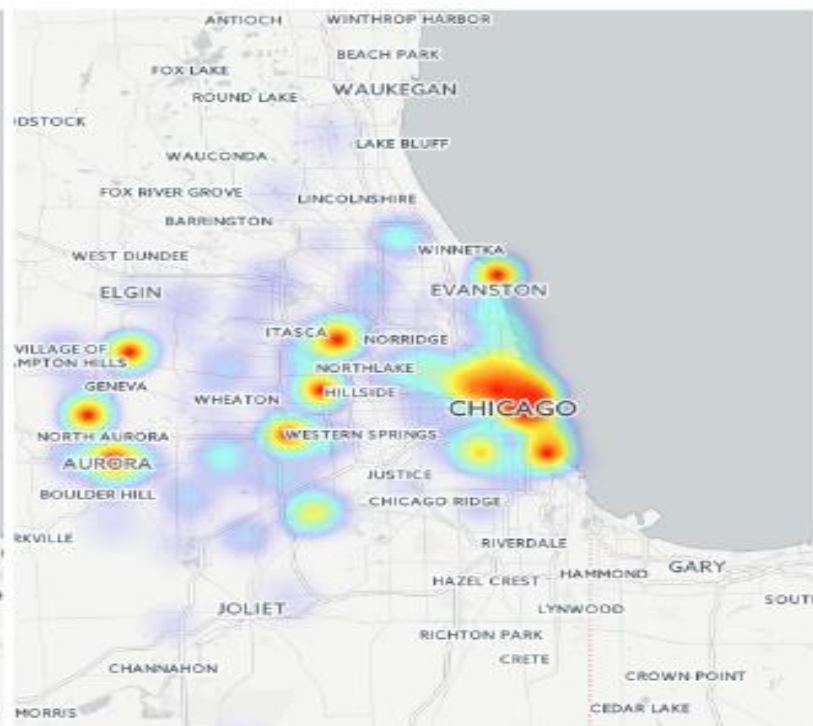 ANTIOCH
WINTHROP HARBOR
BEACH PARK
FOX LAKE
ROUND LAKE
WAUKEGAN
DSTOCK
LAKE BLUFF
WAUCONDA
FOX RIVER GROVE
LINCOLNSHIRE
BARRINGTON
WEST DUNDEE
WINNETKA
ELGIN
EVANSTON
ITASCA
NORRIDGE
VILLAGE OF
MPTON HILLS
NORTHLAKE
GENEVA
WHEATON
HILLSIDE
CHICAGO
NORTH AURORA
WESTERN SPRINGS
AURORA
JUSTICE
BOULDER HILL
CHICAGO RIDGE
RKVILLE
RIVERDALE
GARY
HAZEL CREST
HAMMOND
JOLIET
LYNWOOD
SOUT
RICHTON PARK
CRETE
CHANNAHON
CROWN POINT
MORRIS
CEDAR LAKE